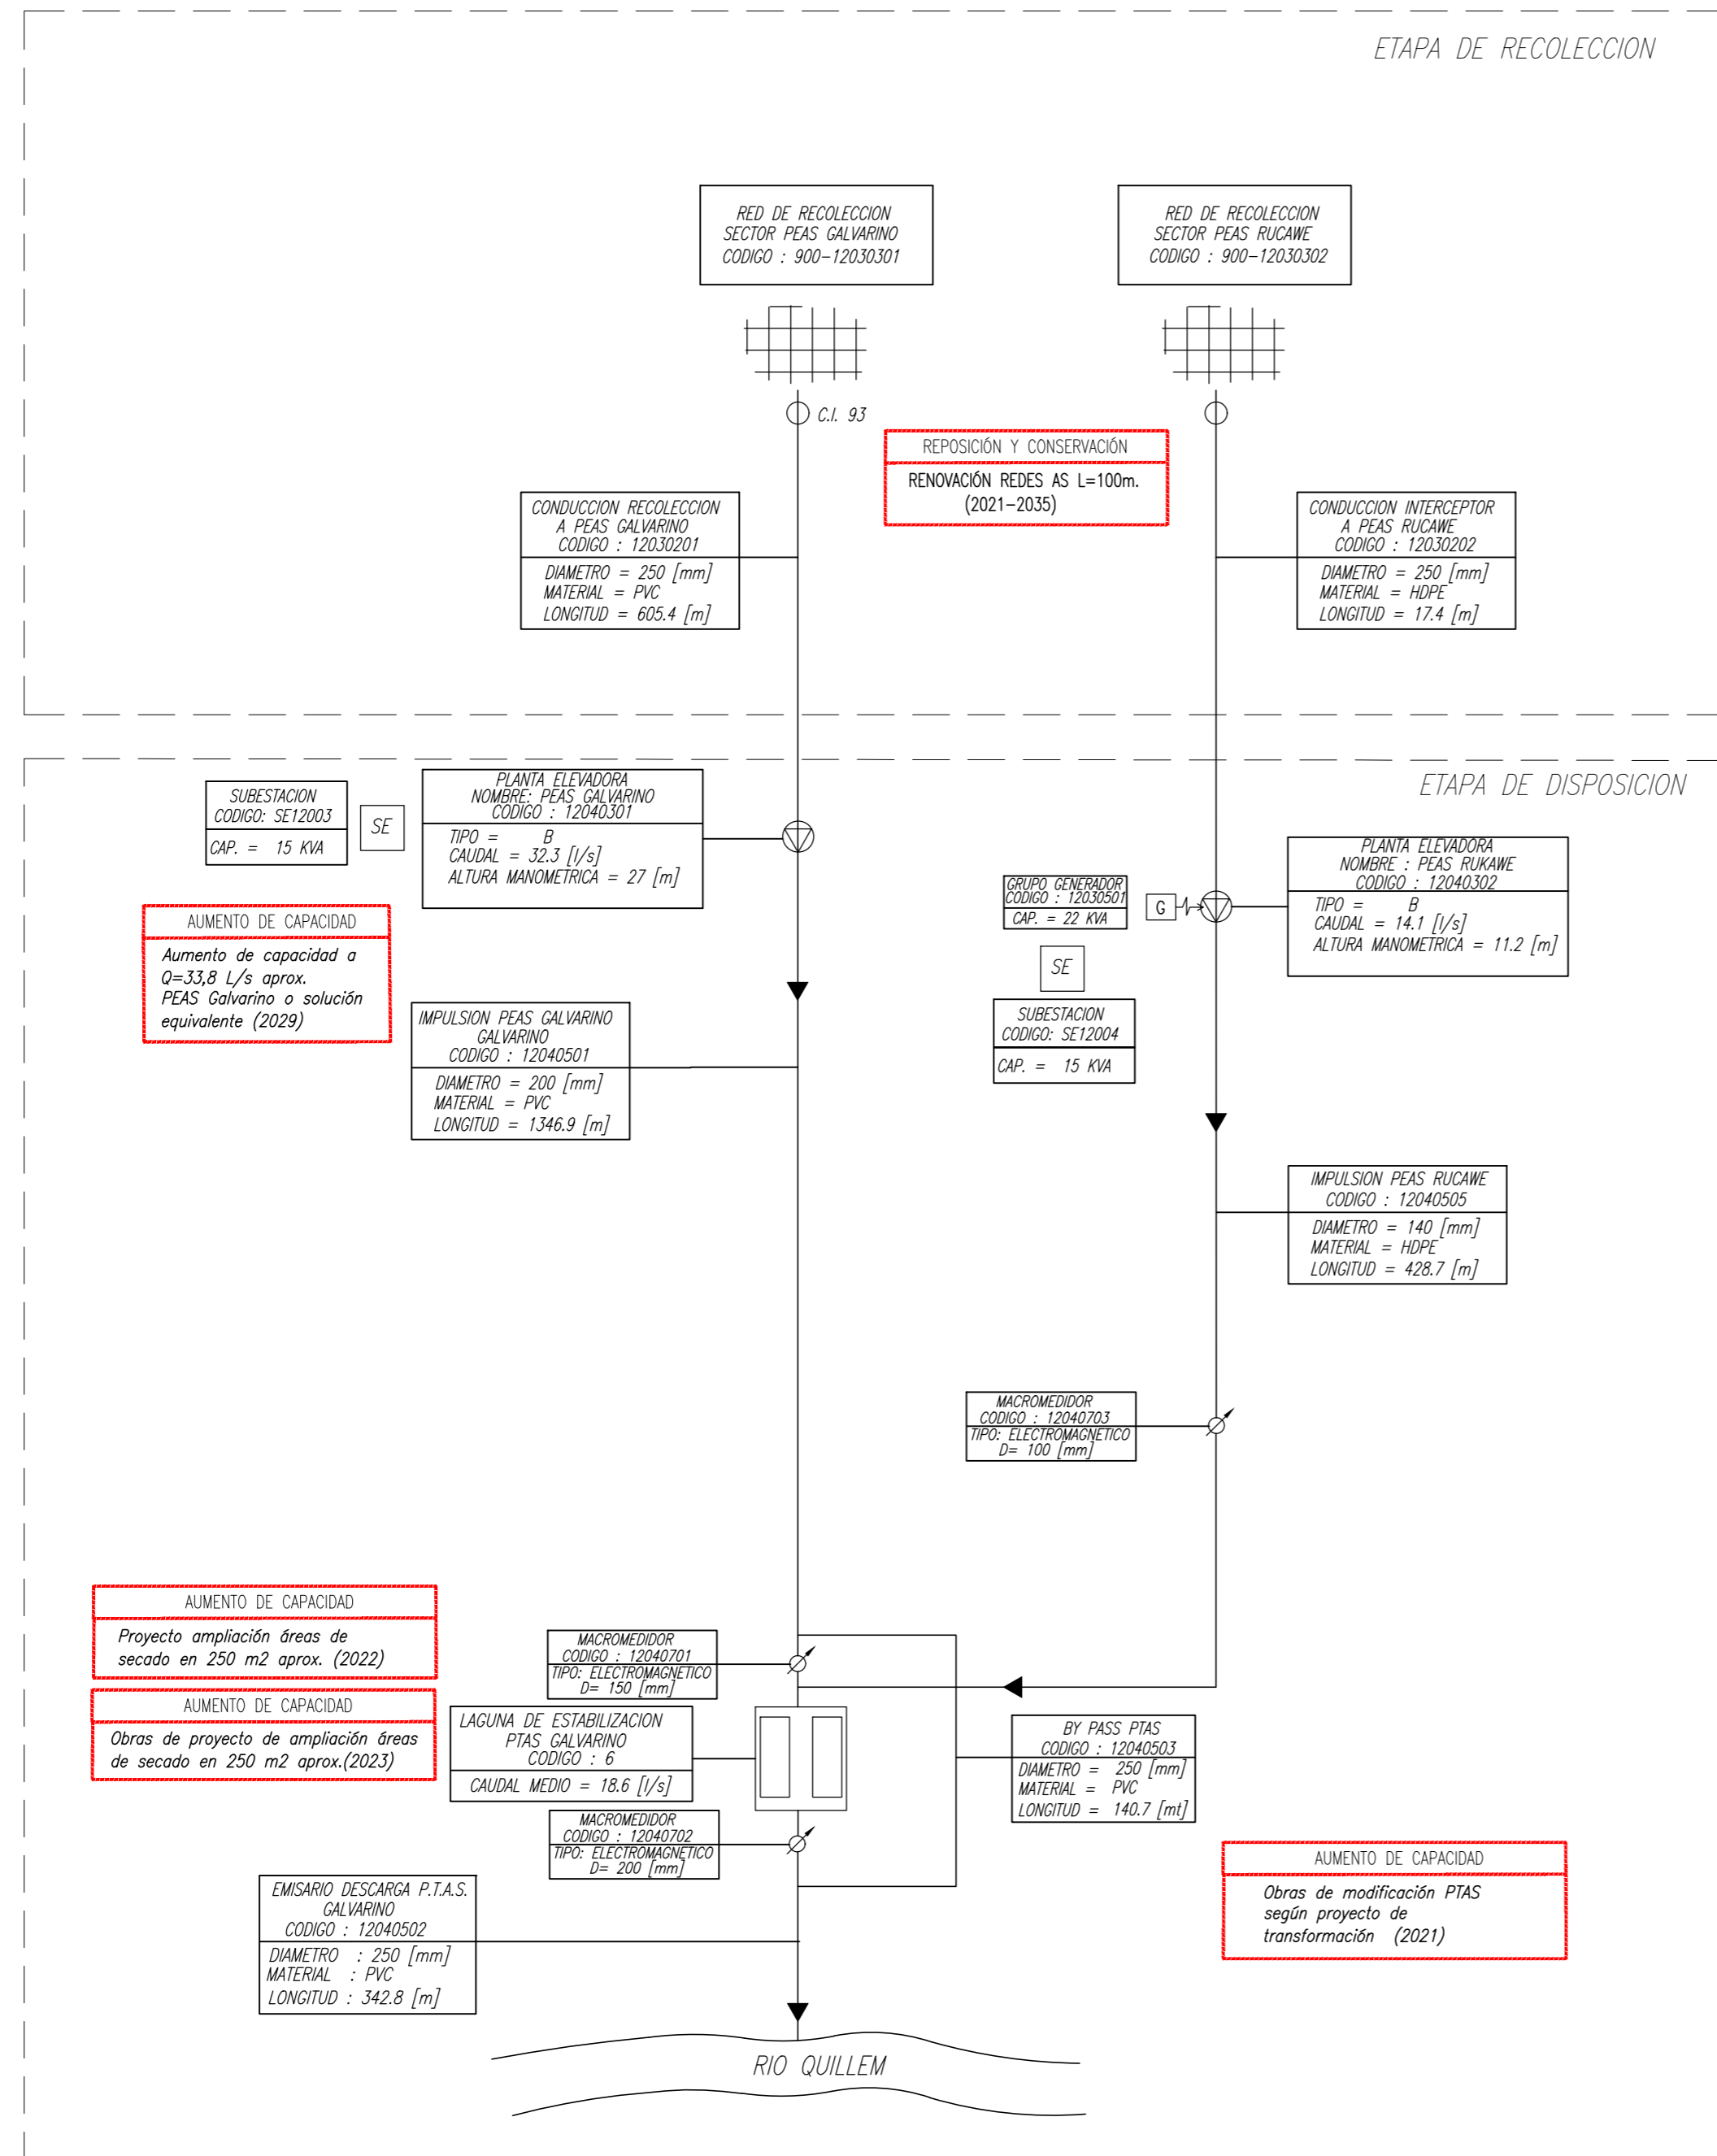 ETAPA DE RECOLECCION
RED DE RECOLECCION
SECTOR PEAS GALVARINO
CODIGO : 900-12030301
RED DE RECOLECCION
SECTOR PEAS RUCAWE
CODIGO : 900-12030302
C.I. 93
REPOSICIÓN Y CONSERVACIÓN
RENOVACIÓN REDES AS L=100m.
(2021-2035)
CONDUCCION RECOLECCION
A PEAS GALVARINO
CODIGO : 12030201
DIAMETRO = 250 [mm]
MATERIAL = PVC
LONGITUD = 605.4 [m]
CONDUCCION INTERCEPTOR
A PEAS RUCAWE
CODIGO : 12030202
DIAMETRO = 250 [mm]
MATERIAL = HDPE
LONGITUD = 17.4 [m]
ETAPA DE DISPOSICION
SUBESTACION
CODIGO: SE12003
CAP. = 15 KVA
SE
PLANTA ELEVADORA
NOMBRE: PEAS GALVARINO
CODIGO : 12040301
TIPO = B
CAUDAL = 32.3 [l/s]
ALTURA MANOMETRICA = 27 [m]
PLANTA ELEVADORA
NOMBRE : PEAS RUKAWE
CODIGO : 12040302
TIPO = B
CAUDAL = 14.1 [l/s]
ALTURA MANOMETRICA = 11.2 [m]
GRUPO GENERADOR
CODIGO : 12030501
CAP. = 22 KVA
G
SE
SUBESTACION
CODIGO: SE12004
CAP. = 15 KVA
AUMENTO DE CAPACIDAD
Aumento de capacidad a
Q=33,8 L/s aprox.
PEAS Galvarino o solución
equivalente (2029)
IMPULSION PEAS GALVARINO
GALVARINO
CODIGO : 12040501
DIAMETRO = 200 [mm]
MATERIAL = PVC
LONGITUD = 1346.9 [m]
IMPULSION PEAS RUCAWE
CODIGO : 12040505
DIAMETRO = 140 [mm]
MATERIAL = HDPE
LONGITUD = 428.7 [m]
MACROMEDIDOR
CODIGO : 12040703
TIPO: ELECTROMAGNETICO
D= 100 [mm]
AUMENTO DE CAPACIDAD
Proyecto ampliación áreas de
secado en 250 m2 aprox. (2022)
AUMENTO DE CAPACIDAD
Obras de proyecto de ampliación áreas
de secado en 250 m2 aprox.(2023)
MACROMEDIDOR
CODIGO : 12040701
TIPO: ELECTROMAGNETICO
D= 150 [mm]
LAGUNA DE ESTABILIZACION
PTAS GALVARINO
CODIGO : 6
CAUDAL MEDIO = 18.6 [l/s]
BY PASS PTAS
CODIGO : 12040503
DIAMETRO = 250 [mm]
MATERIAL = PVC
LONGITUD = 140.7 [mt]
MACROMEDIDOR
CODIGO : 12040702
TIPO: ELECTROMAGNETICO
D= 200 [mm]
AUMENTO DE CAPACIDAD
Obras de modificación PTAS
según proyecto de
transformación (2021)
EMISARIO DESCARGA P.T.A.S.
GALVARINO
CODIGO : 12040502
DIAMETRO : 250 [mm]
MATERIAL : PVC
LONGITUD : 342.8 [m]
RIO QUILLEM